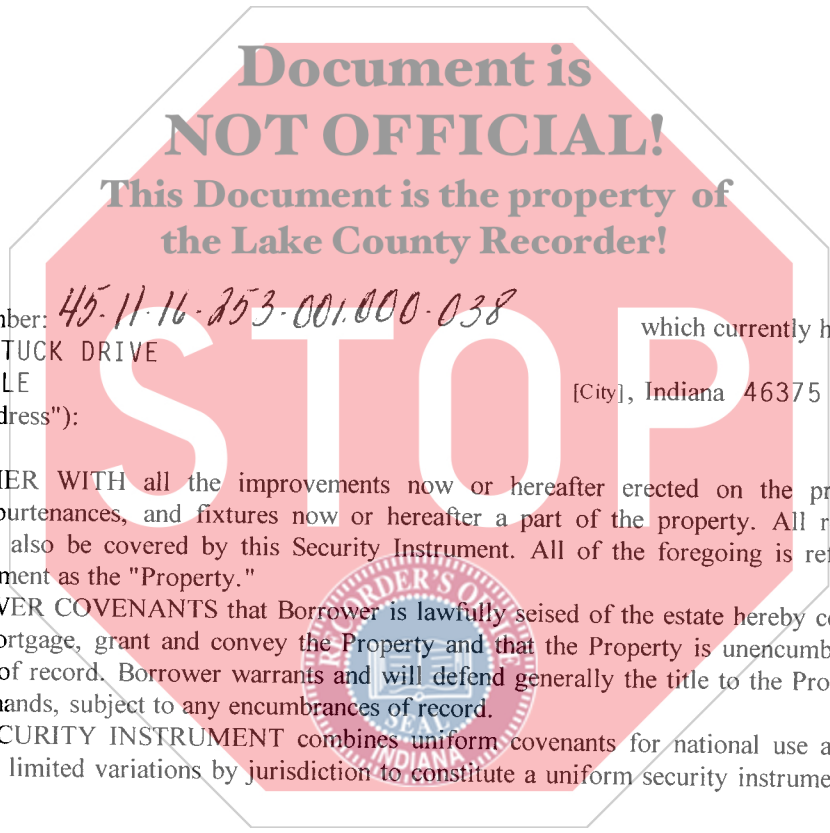 Document is
NOT OFFICIAL!
This Document is the property of
the Lake County Recorder!
nber: 45-11-16-253-001.000-038
which currently h
TUCK DRIVE
LE
[City], Indiana 46375
dress"):
STOP
IER WITH all the improvements now or hereafter erected on the pr
purtenances, and fixtures now or hereafter a part of the property. All r
also be covered by this Security Instrument. All of the foregoing is ref
ment as the "Property."
VER COVENANTS that Borrower is lawfully seised of the estate hereby co
ortgage, grant and convey the Property and that the Property is unencumb
of record. Borrower warrants and will defend generally the title to the Pro
nands, subject to any encumbrances of record.
CURITY INSTRUMENT combines uniform covenants for national use a
limited variations by jurisdiction to constitute a uniform security instrume
RECORDER'S OFFICE
SEAL
INDIANA